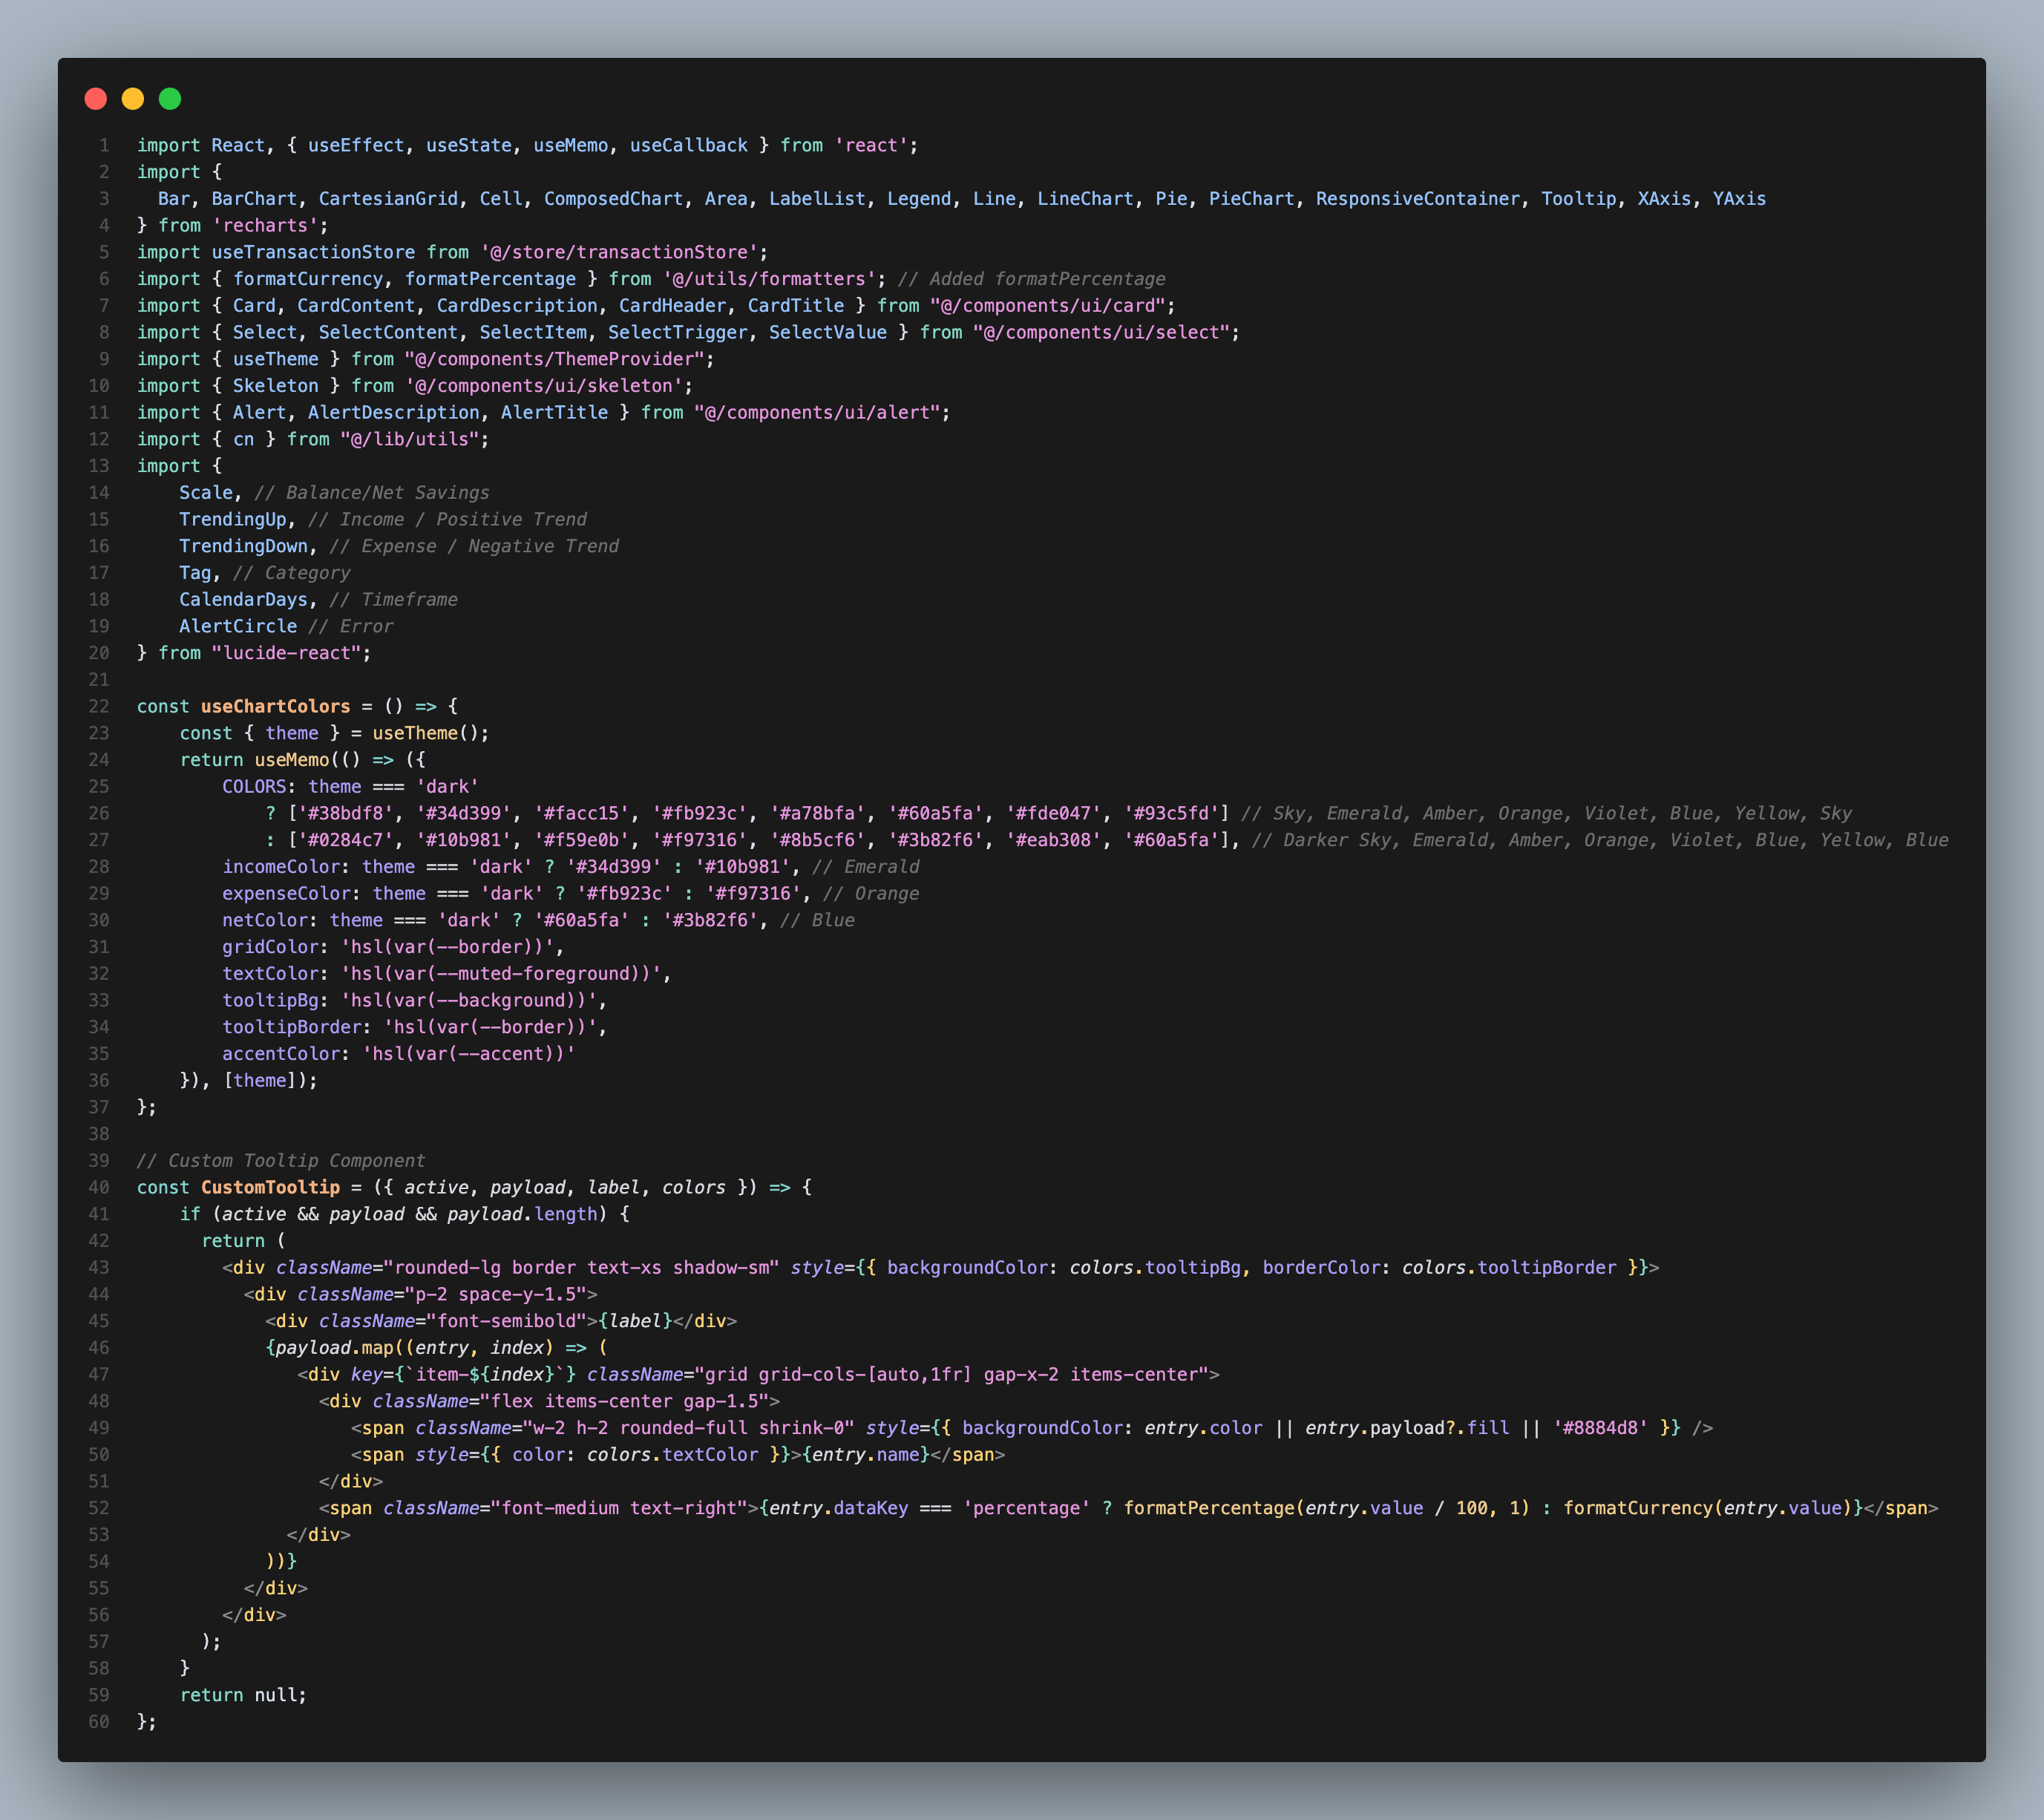 1 import React, { useEffect, useState, useMemo, useCallback } from 'react';
2 import {
3   Bar, BarChart, CartesianGrid, Cell, ComposedChart, Area, LabelList, Legend, Line, LineChart, Pie, PieChart, ResponsiveContainer, Tooltip, XAxis, YAxis
4 } from 'recharts';
5 import useTransactionStore from '@/store/transactionStore';
6 import { formatCurrency, formatPercentage } from '@/utils/formatters'; // Added formatPercentage
7 import { Card, CardContent, CardDescription, CardHeader, CardTitle } from "@/components/ui/card";
8 import { Select, SelectContent, SelectItem, SelectTrigger, SelectValue } from "@/components/ui/select";
9 import { useTheme } from "@/components/ThemeProvider";
10 import { Skeleton } from '@/components/ui/skeleton';
11 import { Alert, AlertDescription, AlertTitle } from "@/components/ui/alert";
12 import { cn } from "@/lib/utils";
13 import {
14     Scale, // Balance/Net Savings
15     TrendingUp, // Income / Positive Trend
16     TrendingDown, // Expense / Negative Trend
17     Tag, // Category
18     CalendarDays, // Timeframe
19     AlertCircle // Error
20 } from "lucide-react";
21
22 const useChartColors = () => {
23     const { theme } = useTheme();
24     return useMemo(() => ({
25         COLORS: theme === 'dark'
26             ? ['#38bdf8', '#34d399', '#facc15', '#fb923c', '#a78bfa', '#60a5fa', '#fde047', '#93c5fd'] // Sky, Emerald, Amber, Orange, Violet, Blue, Yellow, Sky
27             : ['#0284c7', '#10b981', '#f59e0b', '#f97316', '#8b5cf6', '#3b82f6', '#eab308', '#60a5fa'], // Darker Sky, Emerald, Amber, Orange, Violet, Blue, Yellow, Blue
28         incomeColor: theme === 'dark' ? '#34d399' : '#10b981', // Emerald
29         expenseColor: theme === 'dark' ? '#fb923c' : '#f97316', // Orange
30         netColor: theme === 'dark' ? '#60a5fa' : '#3b82f6', // Blue
31         gridColor: 'hsl(var(--border))',
32         textColor: 'hsl(var(--muted-foreground))',
33         tooltipBg: 'hsl(var(--background))',
34         tooltipBorder: 'hsl(var(--border))',
35         accentColor: 'hsl(var(--accent))'
36     }), [theme]);
37 };
38
39 // Custom Tooltip Component
40 const CustomTooltip = ({ active, payload, label, colors }) => {
41     if (active && payload && payload.length) {
42       return (
43         <div className="rounded-lg border text-xs shadow-sm" style={{ backgroundColor: colors.tooltipBg, borderColor: colors.tooltipBorder }}>
44           <div className="p-2 space-y-1.5">
45             <div className="font-semibold">{label}</div>
46             {payload.map((entry, index) => (
47                <div key={`item-${index}`} className="grid grid-cols-[auto,1fr] gap-x-2 items-center">
48                  <div className="flex items-center gap-1.5">
49                     <span className="w-2 h-2 rounded-full shrink-0" style={{ backgroundColor: entry.color || entry.payload?.fill || '#8884d8' }} />
50                     <span style={{ color: colors.textColor }}>{entry.name}</span>
51                  </div>
52                  <span className="font-medium text-right">{entry.dataKey === 'percentage' ? formatPercentage(entry.value / 100, 1) : formatCurrency(entry.value)}</span>
53               </div>
54             ))}
55           </div>
56         </div>
57       );
58     }
59     return null;
60 };